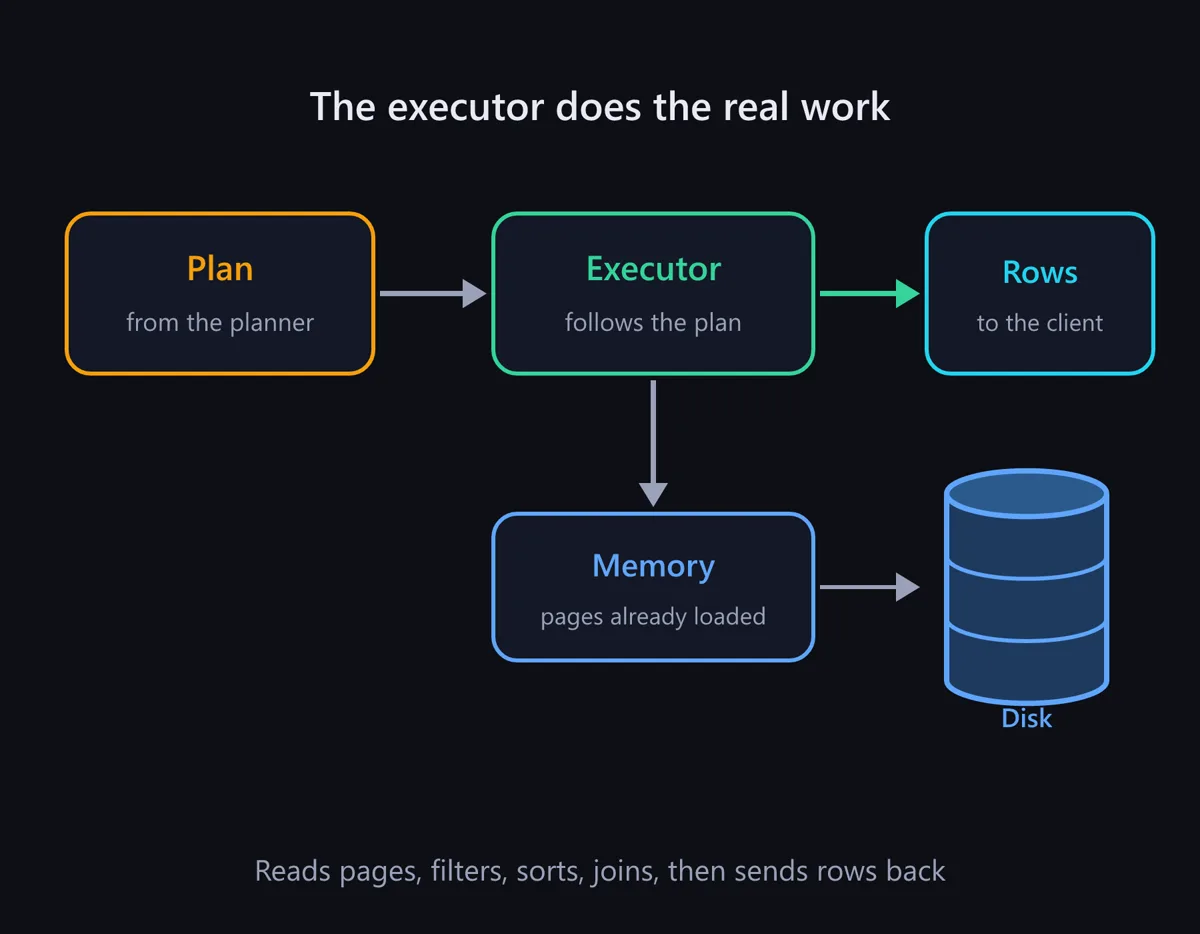 The executor does the real work
Plan
from the planner
Executor
follows the plan
Rows
to the client
Memory
pages already loaded
Disk
Reads pages, filters, sorts, joins, then sends rows back